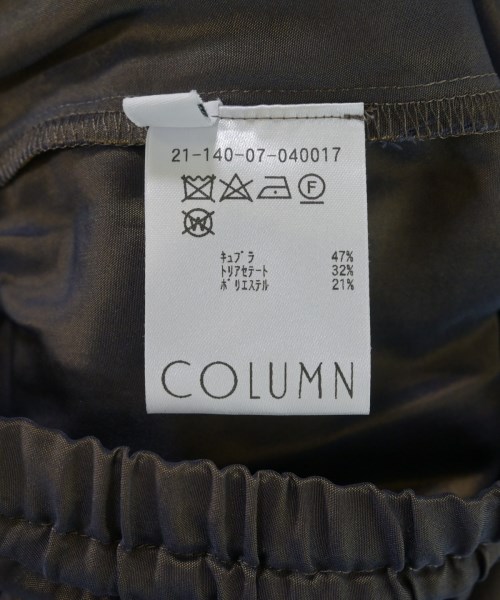 21-140-07-040017
F
W
キュプラ 47%
トリアセテート 32%
ポリエステル 21%
COLUMN